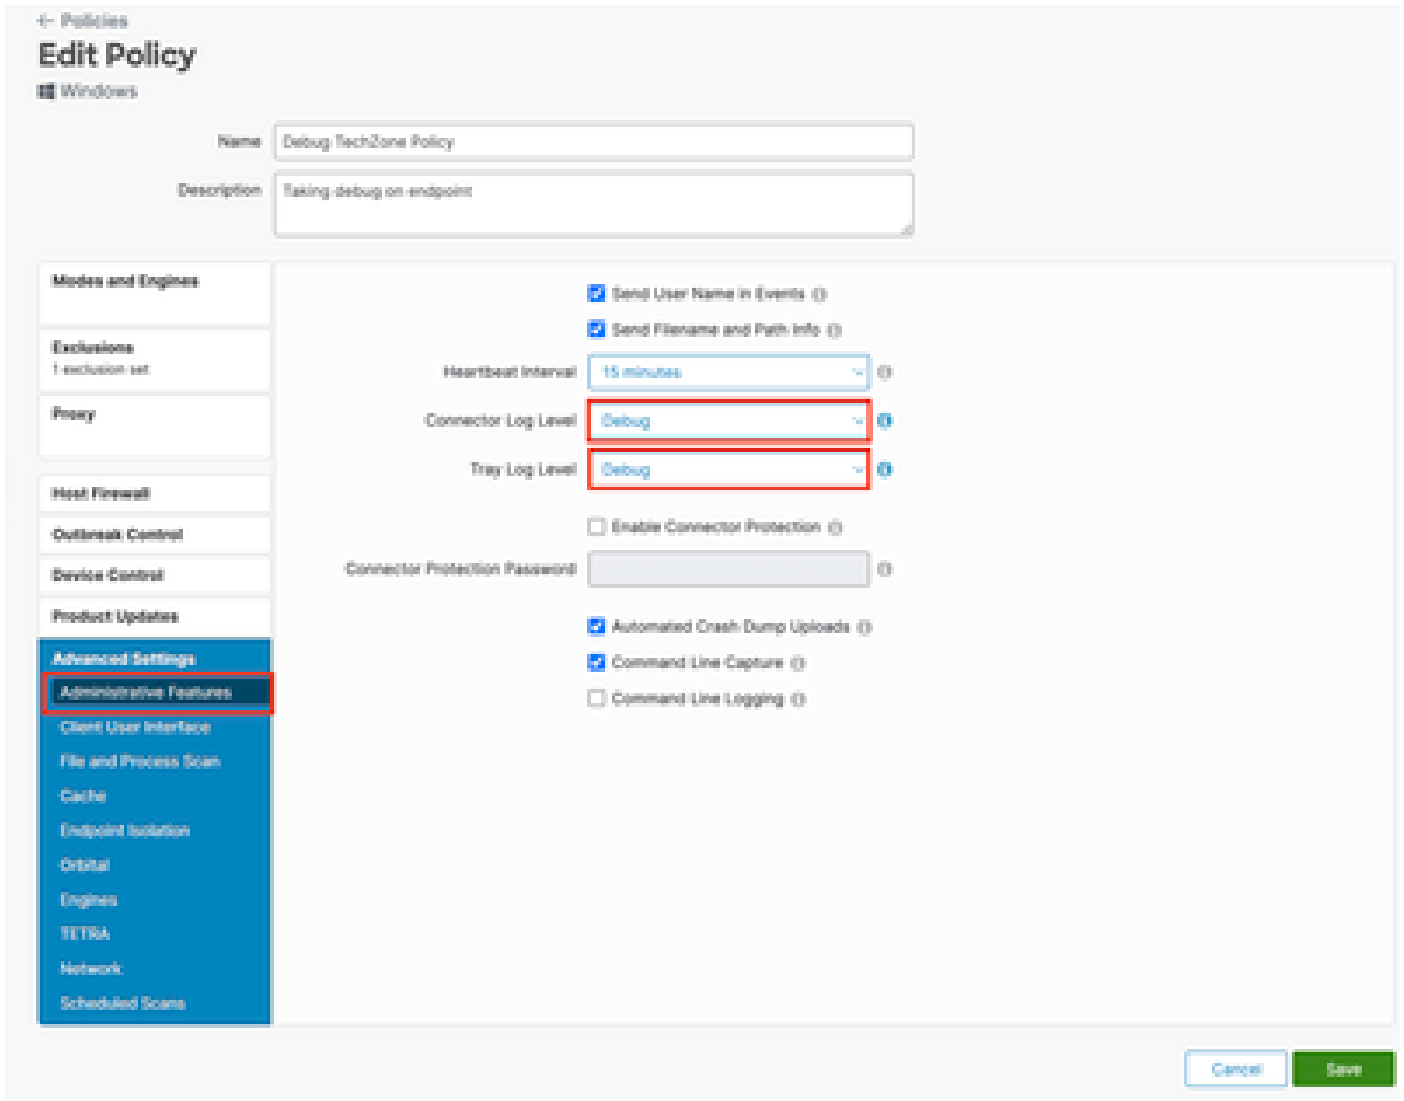 ← Policies
Edit Policy
Windows
Name
Debug TechZone Policy
Description
Taking debug on endpoint
Modes and Engines
Exclusions
1 exclusion set
Proxy
Host Firewall
Outbreak Control
Device Control
Product Updates
Advanced Settings
Administrative Features
Client User Interface
File and Process Scan
Cache
Endpoint Isolation
Orbital
Engines
TETRA
Network
Scheduled Scans
Send User Name in Events
Send Filename and Path Info
Heartbeat Interval 15 minutes
Connector Log Level Debug
Tray Log Level Debug
Enable Connector Protection
Connector Protection Password
Automated Crash Dump Uploads
Command Line Capture
Command Line Logging
Cancel
Save